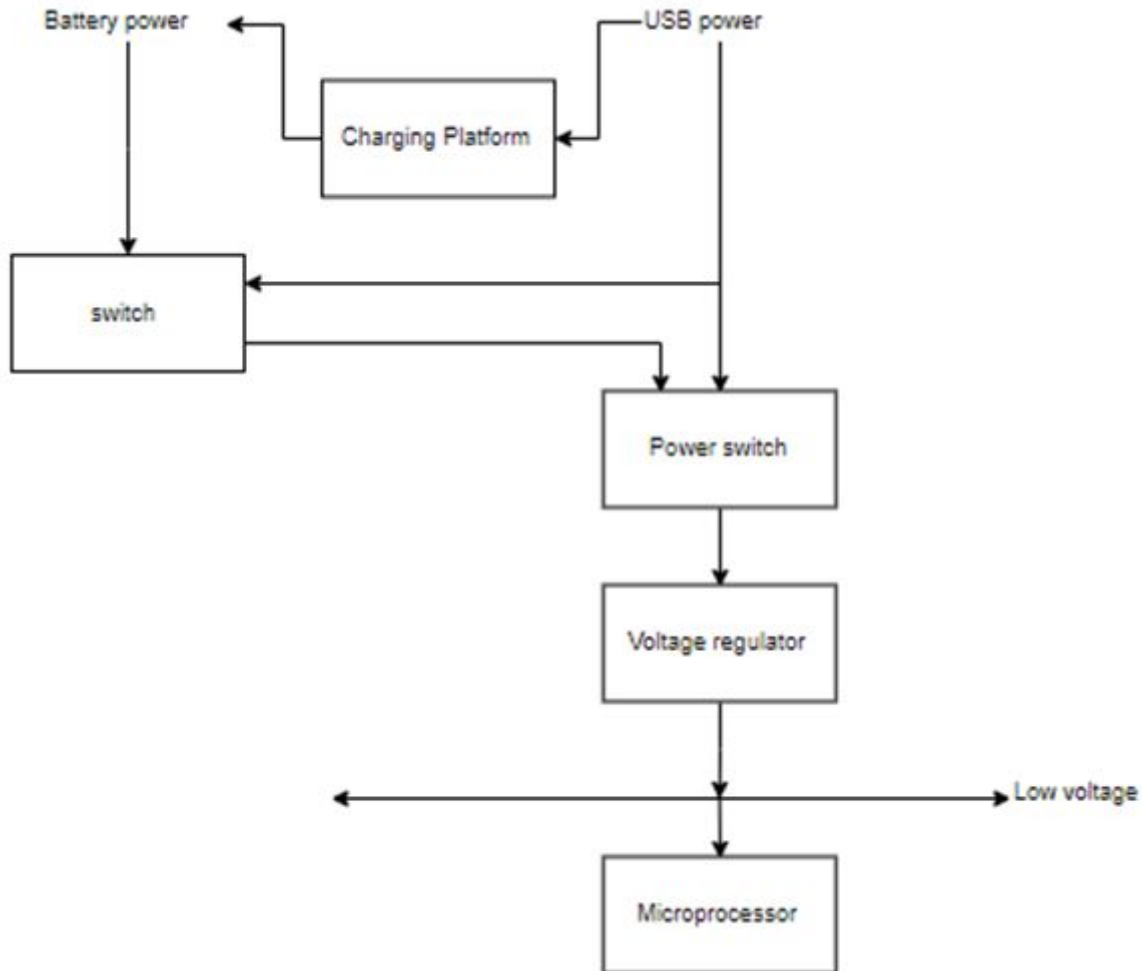 Battery power
USB power
Charging Platform
switch
Power switch
Voltage regulator
Low voltage
Microprocessor